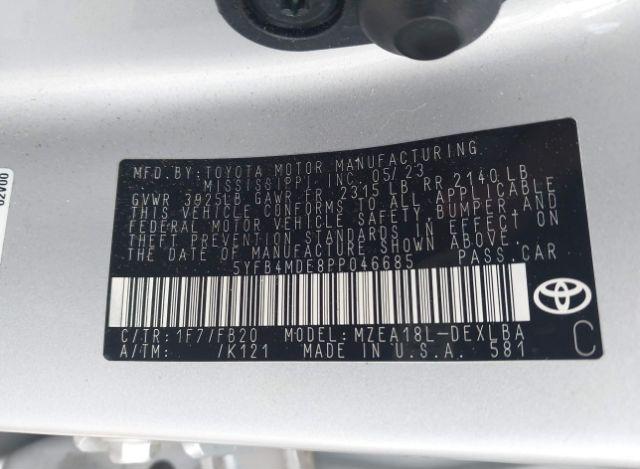 MFD.BY:TOYOTA MOTOR MANUFACTURING
MISSISSIPPI, INC. 05/23
GVWR 3925LB GAWR FR 2315 LB RR 2140 LB
THIS VEHICLE CONFORMS TO ALL APPLICABLE
FEDERAL MOTOR VEHICLE SAFETY, BUMPER AND
THEFT PREVENTION STANDARDS IN EFFECT ON
THE DATE OF MANUFACTURE SHOWN ABOVE.
5YFB4MDE8PP046685 PASS.CAR
C/TR:1F7/FB20 MODEL:MZEA18L-DEXLBA
A/TM: /K121 MADE IN U.S.A. 581
C
02V00